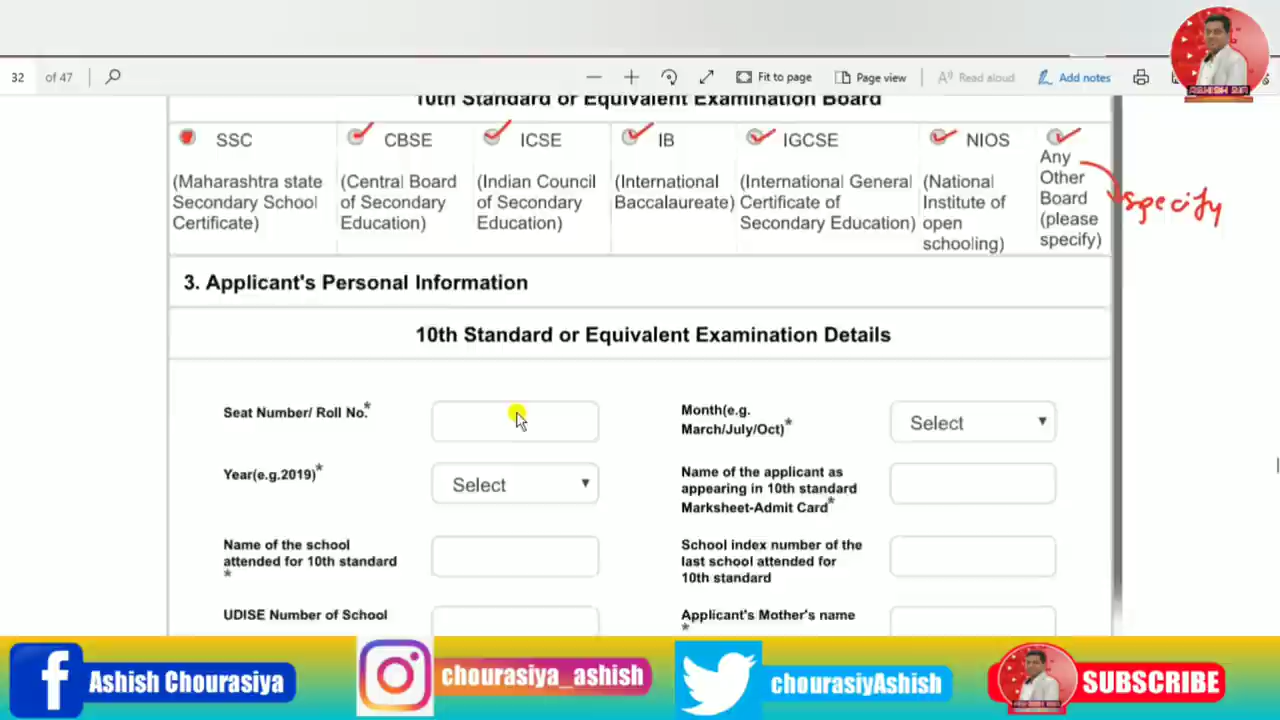 32 of 47 Fit to page Page view Read aloud Add notes
ASHISH SIR
10th Standard or Equivalent Examination Board
SSC
(Maharashtra state
Secondary School
Certificate)
CBSE
(Central Board
of Secondary
Education)
ICSE
(Indian Council
of Secondary
Education)
IB
(International
Baccalaureate)
IGCSE
(International General
Certificate of
Secondary Education)
NIOS
(National
Institute of
open
schooling)
Any
Other
Board
(please
specify)
specify
3. Applicant's Personal Information
10th Standard or Equivalent Examination Details
Seat Number/ Roll No.*
Month(e.g.
March/July/Oct)*
Select
Year(e.g.2019)*
Select
Name of the applicant as
appearing in 10th standard
Marksheet-Admit Card*
Name of the school
attended for 10th standard
*
School index number of the
last school attended for
10th standard
UDISE Number of School
Applicant's Mother's name
*
Ashish Chourasiya
chourasiya_ashish
chourasiyAshish
SUBSCRIBE